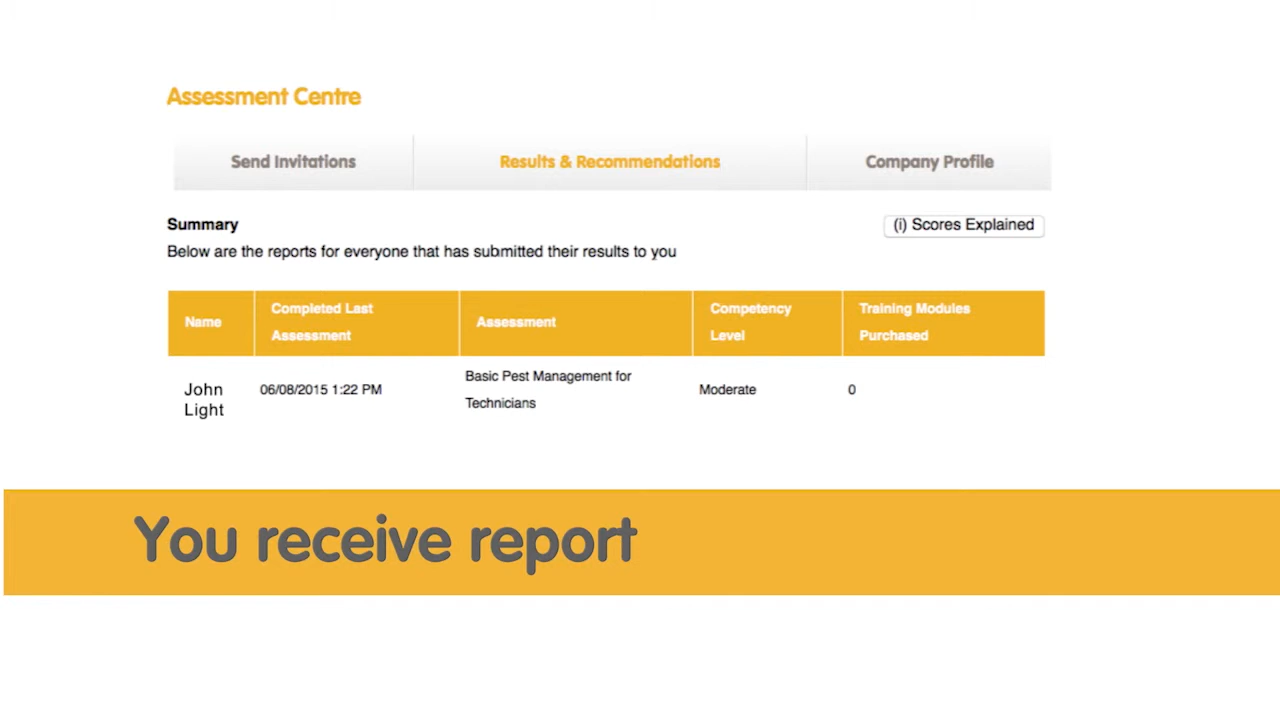 Assessment Centre
Send Invitations
Results & Recommendations
Company Profile
Summary
(i) Scores Explained
Below are the reports for everyone that has submitted their results to you
Name
Completed Last
Assessment
Assessment
Competency
Level
Training Modules
Purchased
John
Light
06/08/2015 1:22 PM
Basic Pest Management for
Technicians
Moderate
0
You receive report